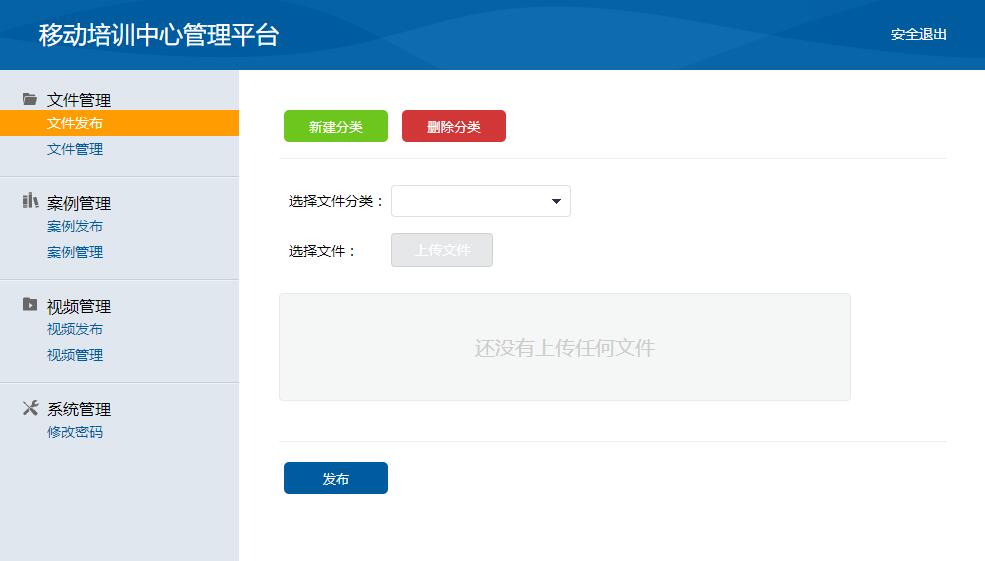 移动培训中心管理平台
安全退出
文件管理
文件发布
文件管理
案例管理
案例发布
案例管理
视频管理
视频发布
视频管理
系统管理
修改密码
新建分类
删除分类
选择文件分类：
选择文件：
上传文件
还没有上传任何文件
发布